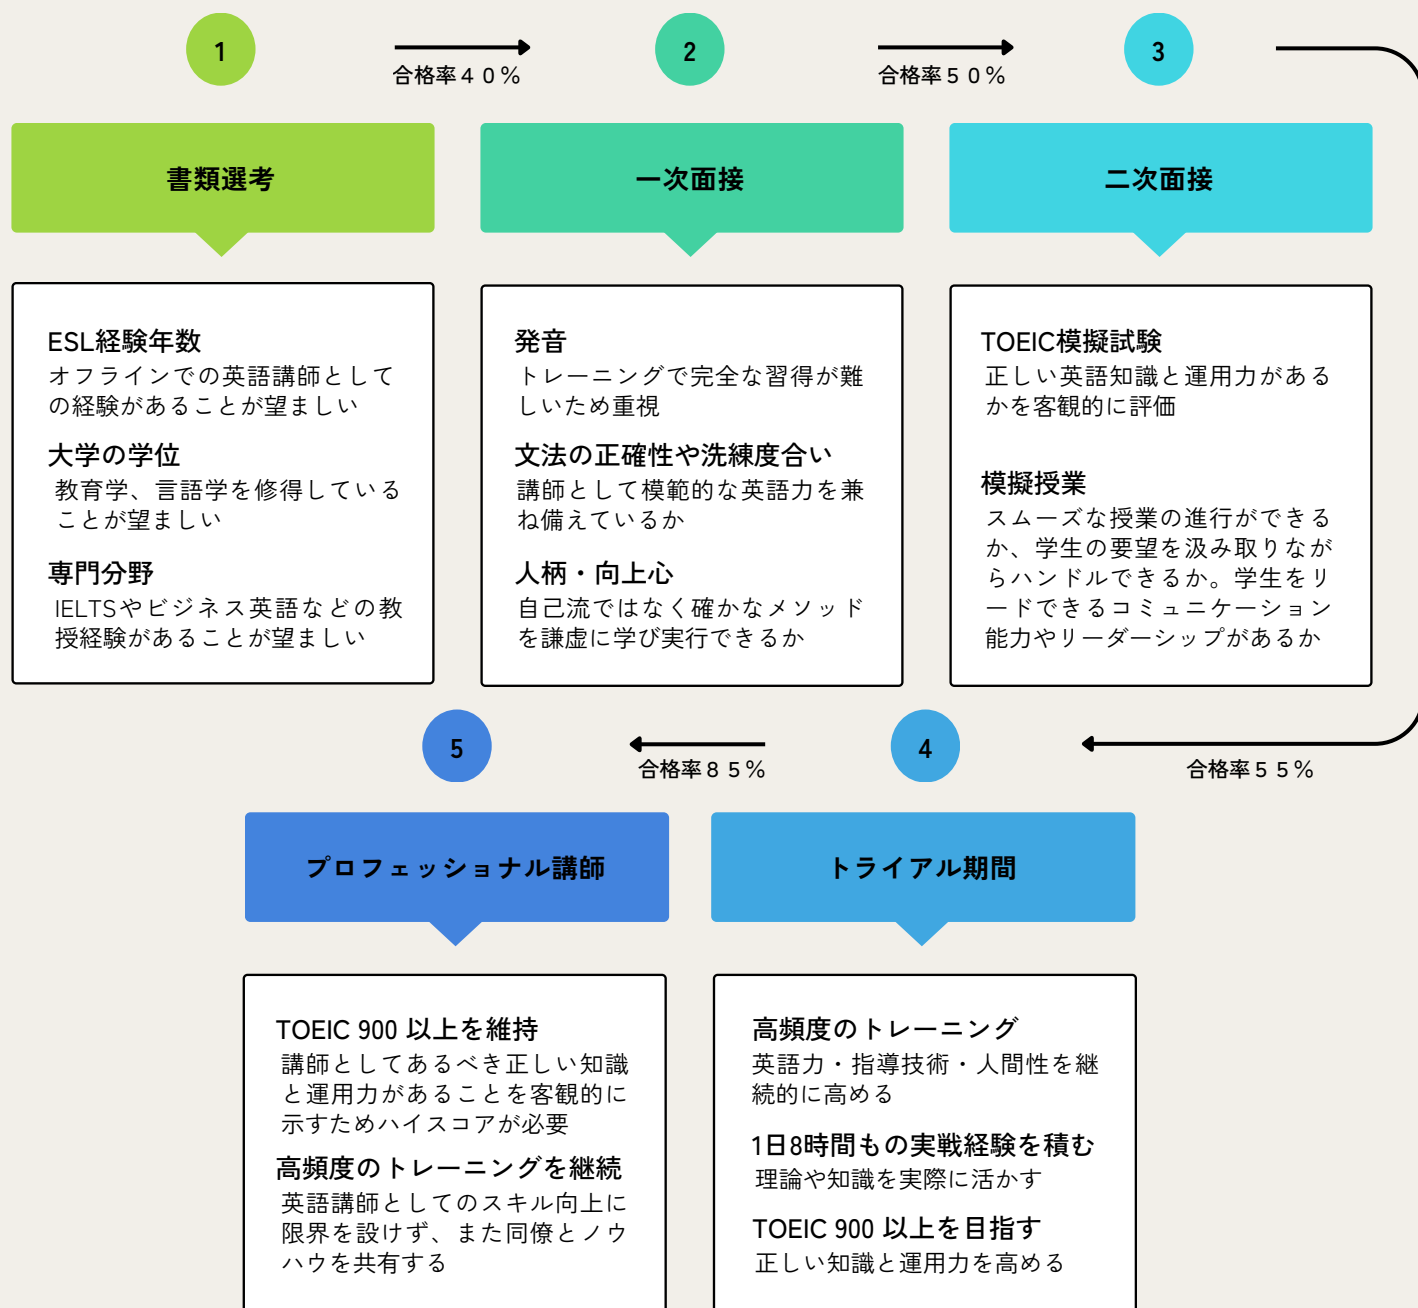 1
合格率４０％
2
合格率５０％
3
書類選考
一次面接
二次面接
ESL経験年数
オフラインでの英語講師として
の経験があることが望ましい
大学の学位
教育学、言語学を修得している
ことが望ましい
専門分野
IELTSやビジネス英語などの教
授経験があることが望ましい
発音
トレーニングで完全な習得が難
しいため重視
文法の正確性や洗練度合い
講師として模範的な英語力を兼
ね備えているか
人柄・向上心
自己流ではなく確かなメソッド
を謙虚に学び実行できるか
TOEIC模擬試験
正しい英語知識と運用力がある
かを客観的に評価
模擬授業
スムーズな授業の進行ができる
か、学生の要望を汲み取りなが
らハンドルできるか。学生をリ
ードできるコミュニケーション
能力やリーダーシップがあるか
5
合格率８５％
4
合格率５５％
プロフェッショナル講師
トライアル期間
TOEIC 900 以上を維持
講師としてあるべき正しい知識
と運用力があることを客観的に
示すためハイスコアが必要
高頻度のトレーニングを継続
英語講師としてのスキル向上に
限界を設けず、また同僚とノウ
ハウを共有する
高頻度のトレーニング
英語力・指導技術・人間性を継
続的に高める
1日8時間もの実戦経験を積む
理論や知識を実際に活かす
TOEIC 900 以上を目指す
正しい知識と運用力を高める